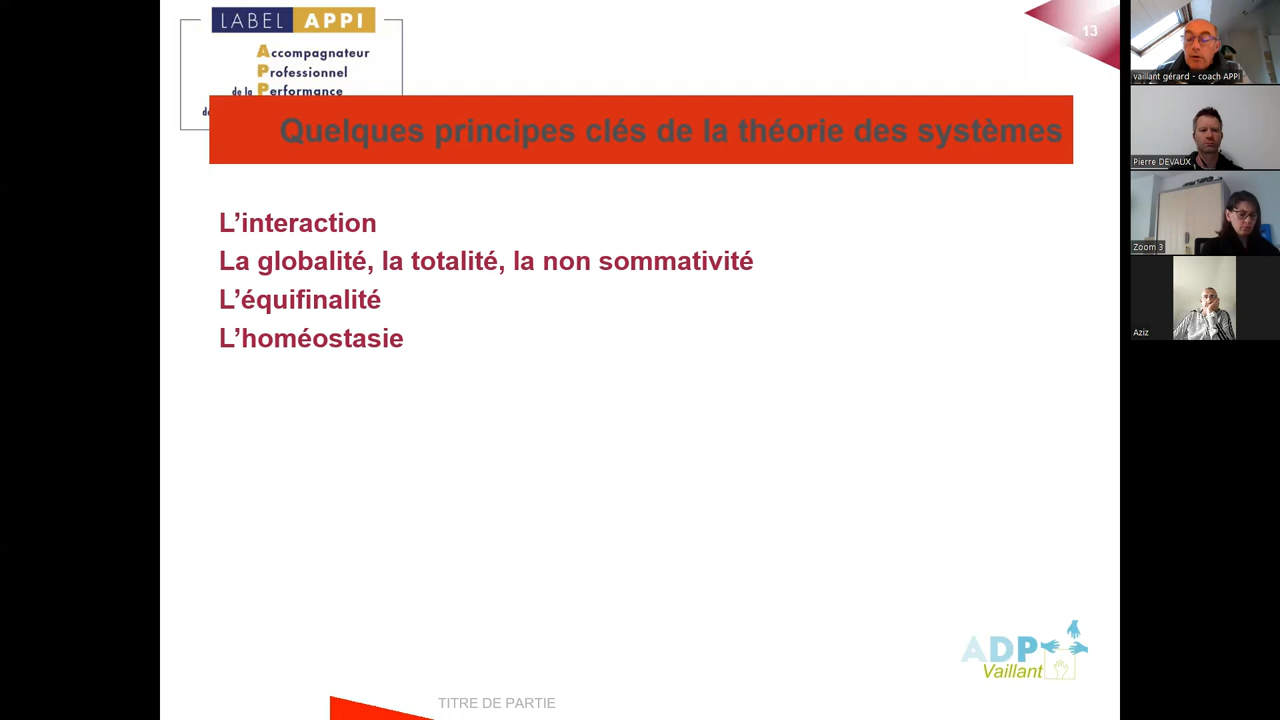 LABEL APPI
Accompagnateur
Professionnel
de la Performance
Quelques principes clés de la théorie des systèmes
L’interaction
La globalité, la totalité, la non sommativité
L’équifinalité
L’homéostasie
ADP
Vaillant
TITRE DE PARTIE
13
vaillant gérard - coach APPI
Pierre DEVAUX
Zoom 3
Aziz